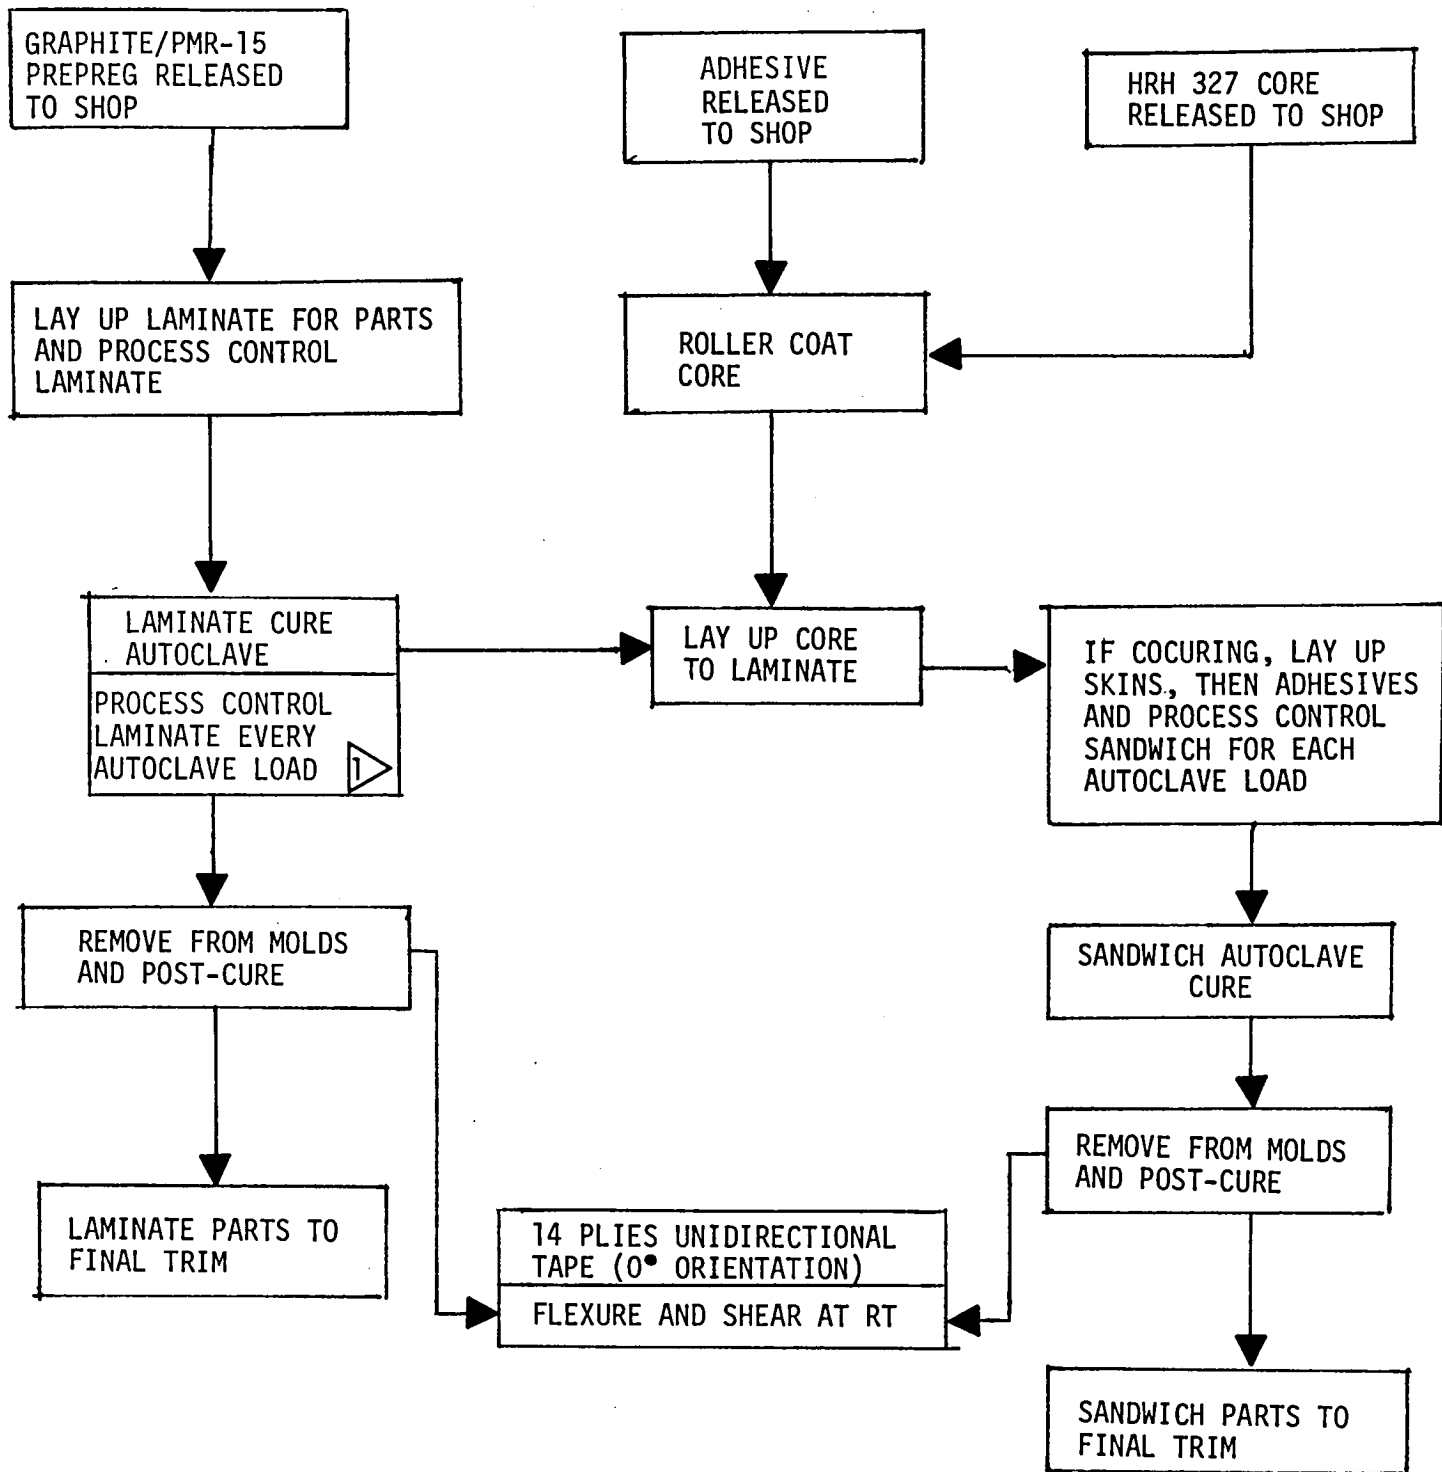 GRAPHITE/PMR-15
PREPREG RELEASED
TO SHOP
ADHESIVE
RELEASED
TO SHOP
HRH 327 CORE
RELEASED TO SHOP
LAY UP LAMINATE FOR PARTS
AND PROCESS CONTROL
LAMINATE
ROLLER COAT
CORE
LAMINATE CURE
AUTOCLAVE
PROCESS CONTROL
LAMINATE EVERY
AUTOCLAVE LOAD
1
LAY UP CORE
TO LAMINATE
IF COCURING, LAY UP
SKINS, THEN ADHESIVES
AND PROCESS CONTROL
SANDWICH FOR EACH
AUTOCLAVE LOAD
REMOVE FROM MOLDS
AND POST-CURE
SANDWICH AUTOCLAVE
CURE
REMOVE FROM MOLDS
AND POST-CURE
LAMINATE PARTS TO
FINAL TRIM
14 PLIES UNIDIRECTIONAL
TAPE (0° ORIENTATION)
FLEXURE AND SHEAR AT RT
SANDWICH PARTS TO
FINAL TRIM